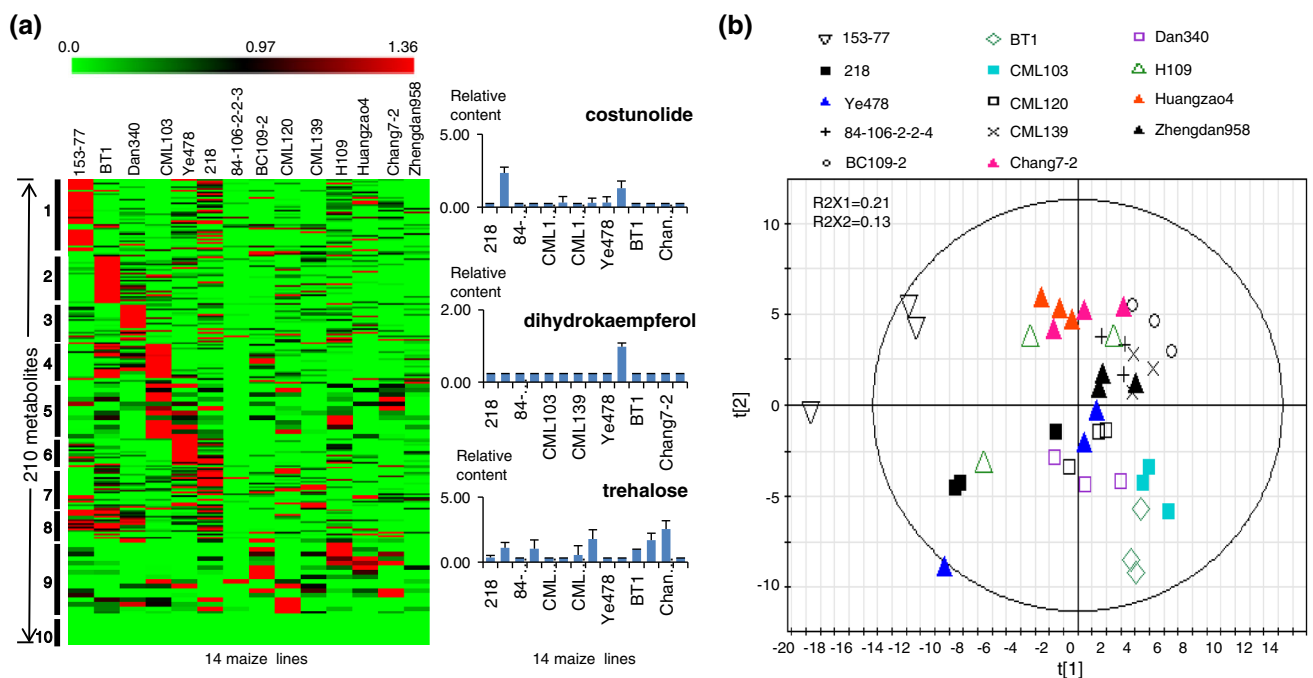 (a)
0.0 0.97 1.36
153-77 BT1 Dan340 CML103 Ye478 218 84-106-2-2-3 BC109-2 CML120 CML139 H109 Huangzao4 Chang7-2 Zhengdan958
210 metabolites
1
2
3
4
5
6
7
8
9
10
14 maize lines
Relative content
costunolide
5.00
0.00
218 84-.. CML1.. CML1.. Ye478 BT1 Chan..
Relative content
dihydrokaempferol
2.00
0.00
218 84-.. CML103 CML139 Ye478 BT1 Chang7-2
Relative content
trehalose
5.00
0.00
218 84-.. CML.. CML.. Ye478 BT1 Chan..
14 maize lines
(b)
153-77
218
Ye478
84-106-2-2-4
BC109-2
BT1
CML103
CML120
CML139
Chang7-2
Dan340
H109
Huangzao4
Zhengdan958
R2X1=0.21
R2X2=0.13
t[2]
10
5
0
-5
-10
-20 -18 -16 -14 -12 -10 -8 -6 -4 -2 0 2 4 6 8 10 12 14
t[1]